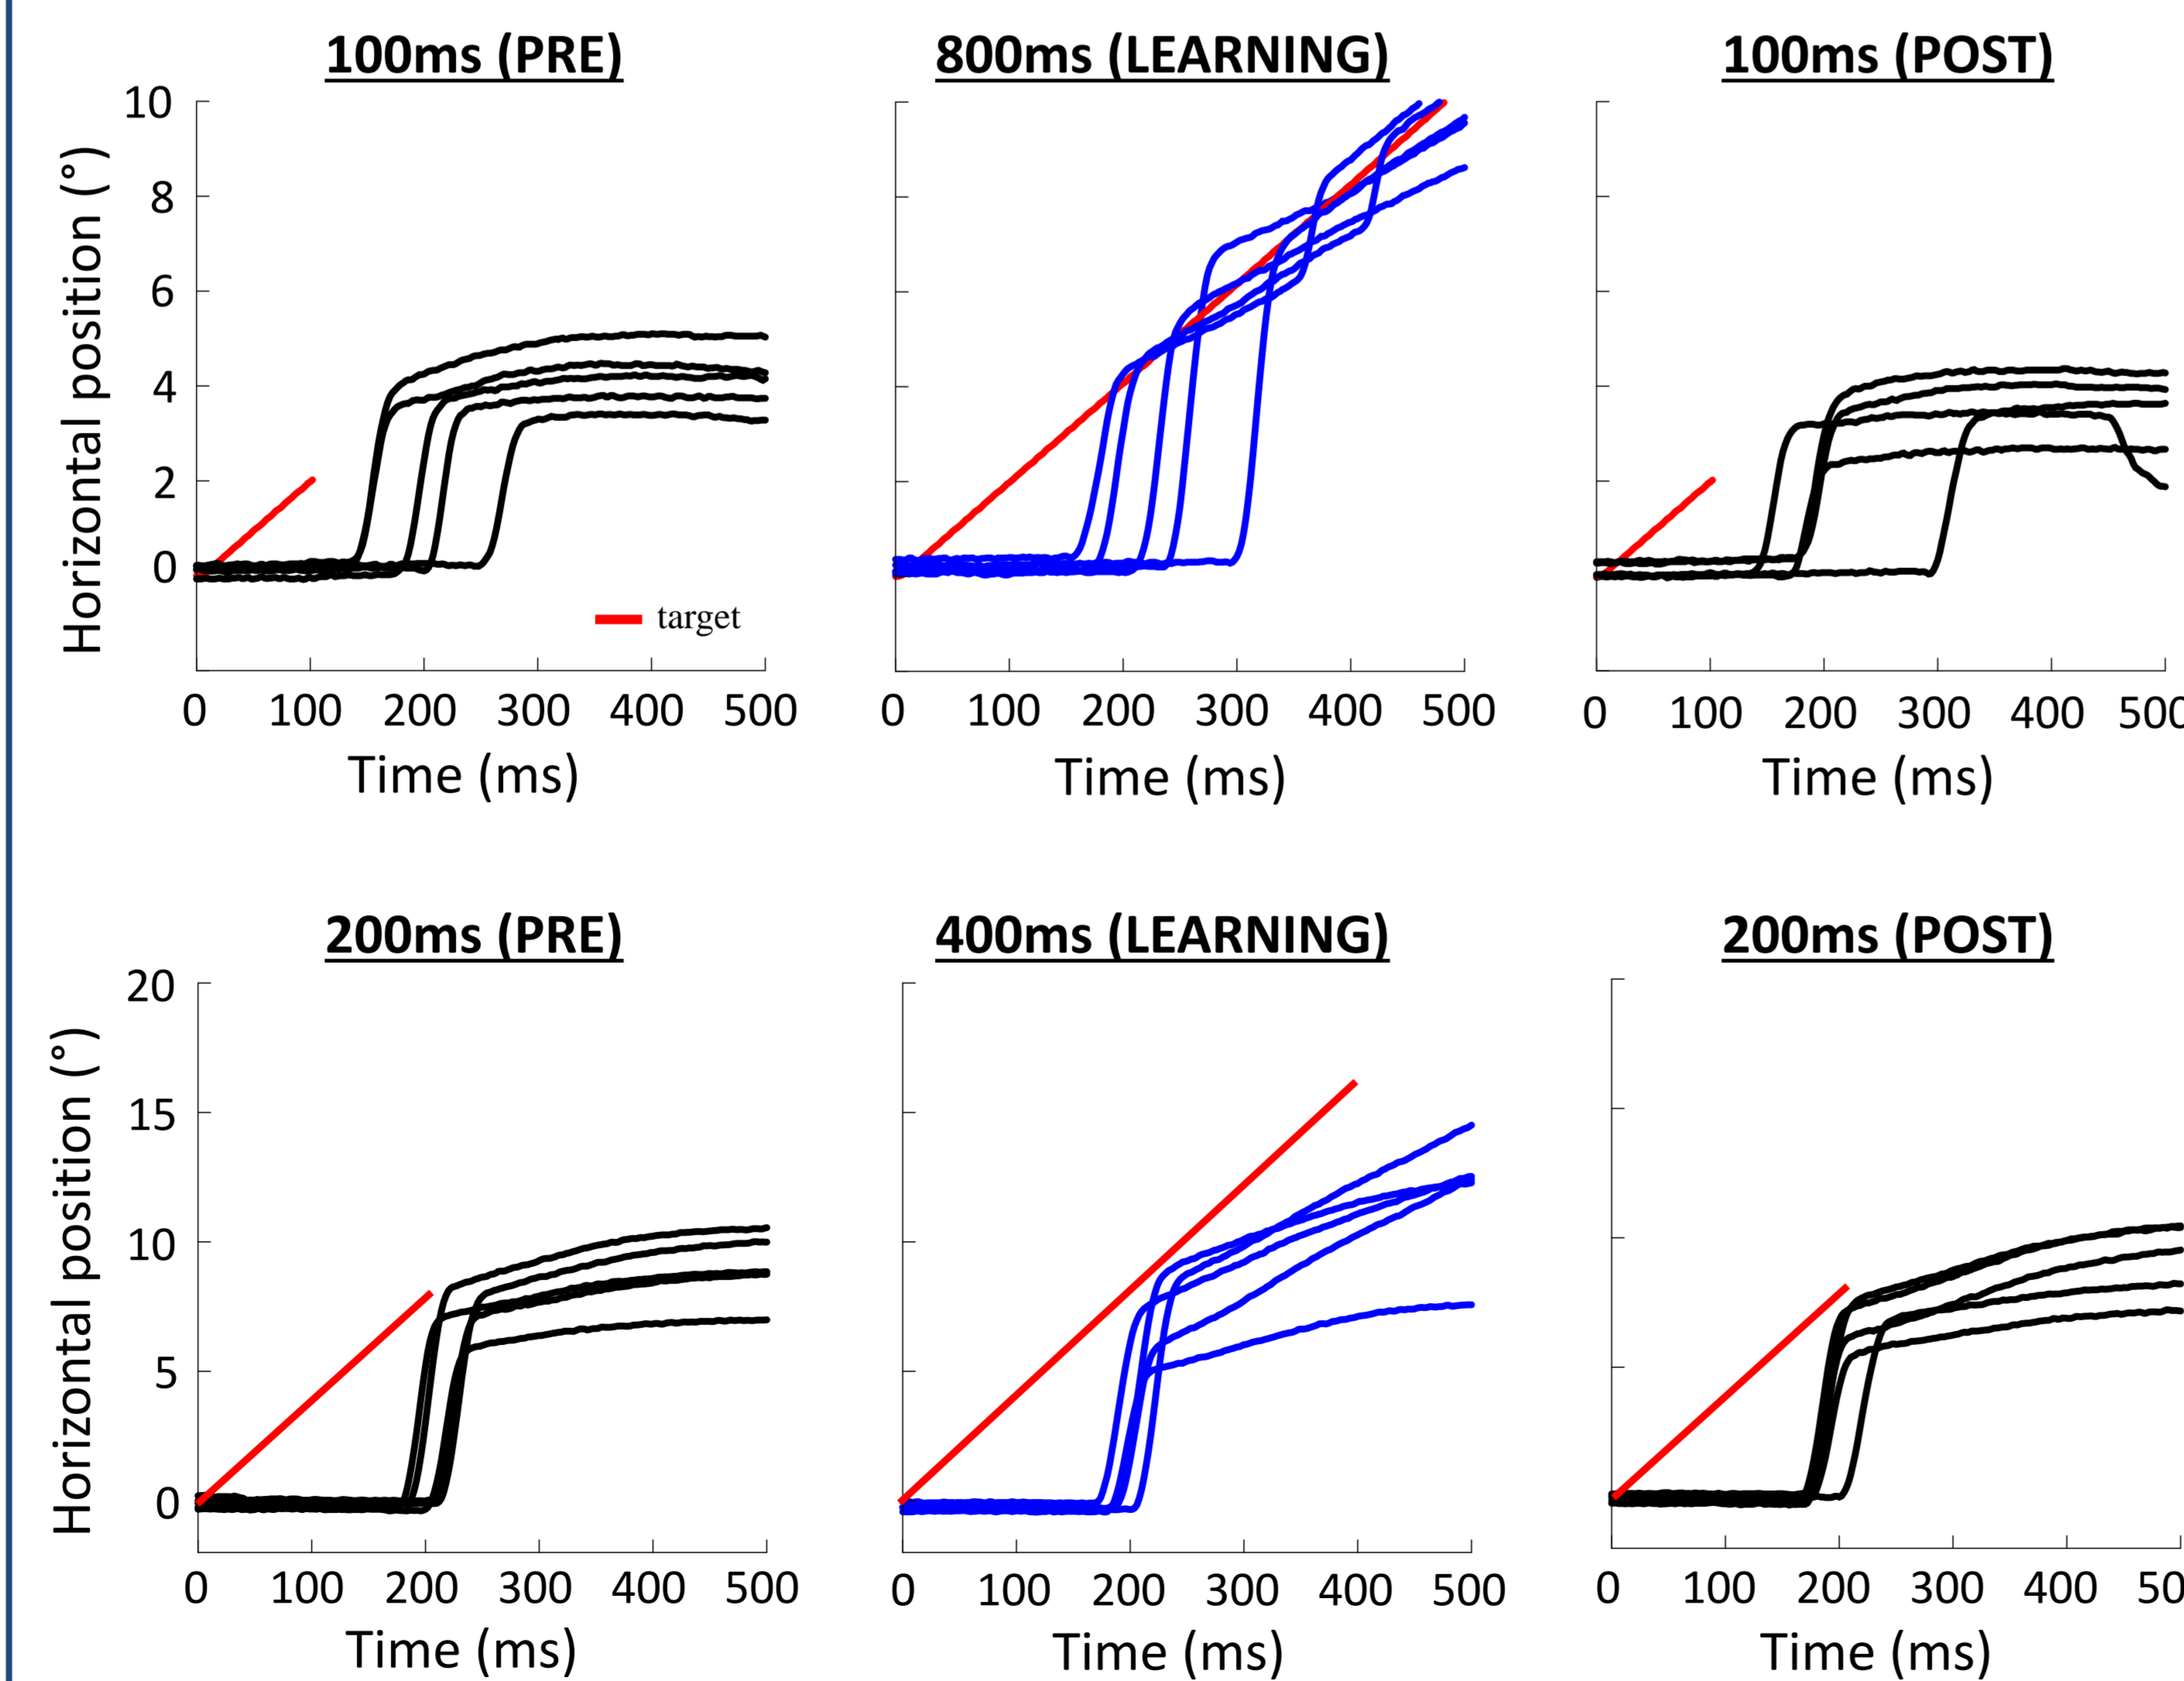 100ms (PRE)
800ms (LEARNING)
100ms (POST)
Horizontal position (°)
10
8
6
4
2
0
target
0 100 200 300 400 500
0 100 200 300 400 500
0 100 200 300 400 500
Time (ms)
Time (ms)
Time (ms)
200ms (PRE)
400ms (LEARNING)
200ms (POST)
Horizontal position (°)
20
15
10
5
0
0 100 200 300 400 500
0 100 200 300 400 500
0 100 200 300 400 50
Time (ms)
Time (ms)
Time (ms)